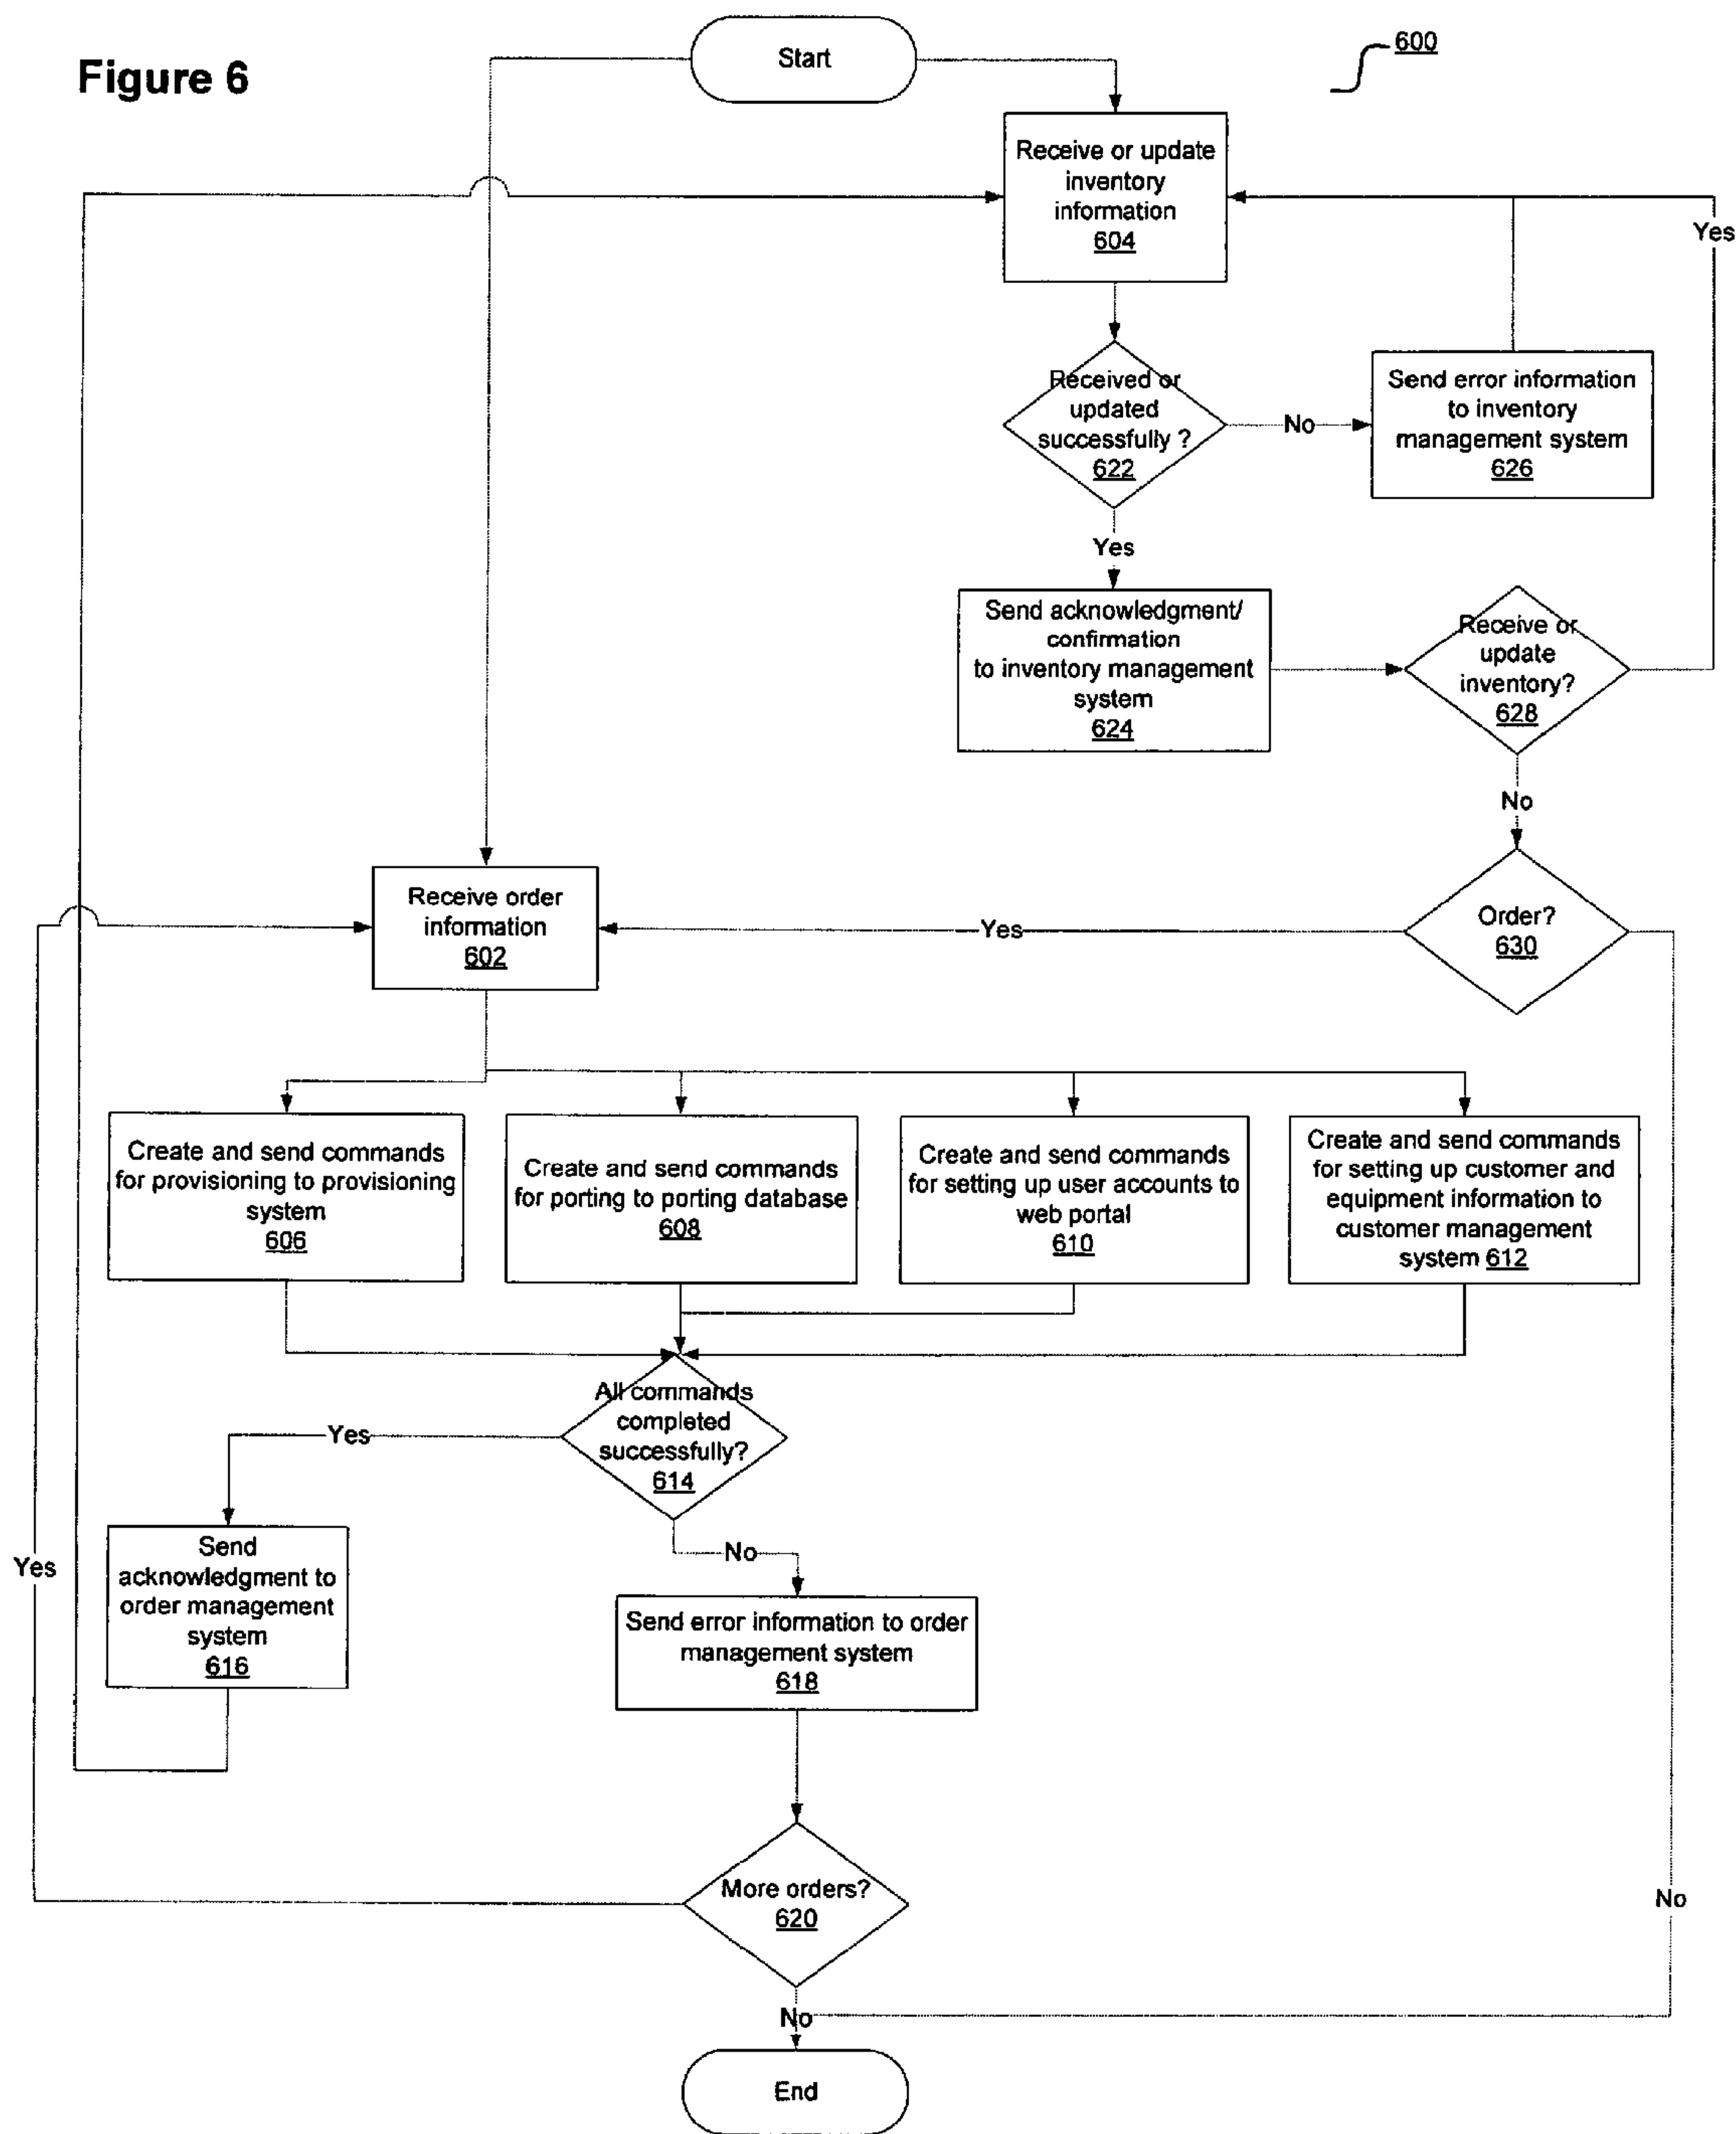 Figure 6
Start
600
Receive or update
inventory
information
604
Yes
Received or
updated
successfully ?
622
No
Send error information
to inventory
management system
626
Yes
Send acknowledgment/
confirmation
to inventory management
system
624
Receive or
update
inventory?
628
No
Receive order
information
602
Yes
Order?
630
Create and send commands
for provisioning to provisioning
system
606
Create and send commands
for porting to porting database
608
Create and send commands
for setting up user accounts to
web portal
610
Create and send commands
for setting up customer and
equipment information to
customer management
system 612
All commands
completed
successfully?
614
Yes
No
Yes
Send
acknowledgment to
order management
system
616
Send error information to order
management system
618
More orders?
620
No
No
End